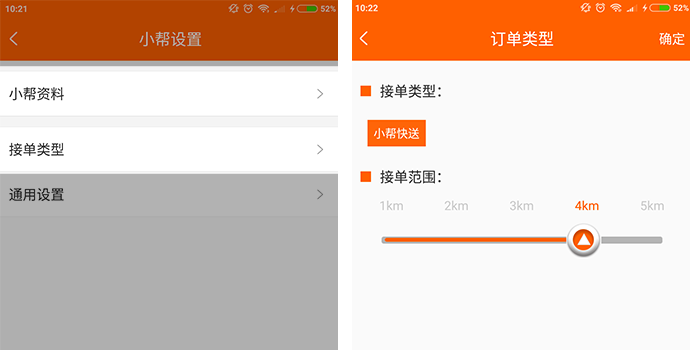 10:21
52%
小帮设置
小帮资料
接单类型
通用设置
10:22
52%
订单类型
确定
接单类型：
小帮快送
接单范围：
1km 2km 3km 4km 5km